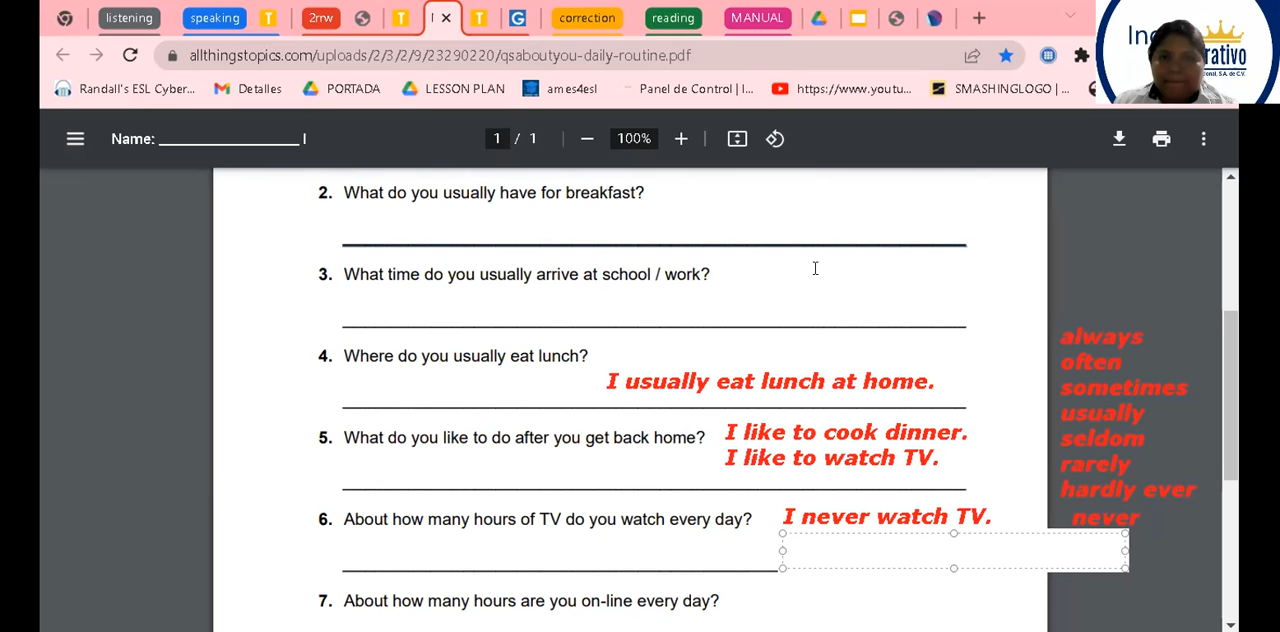 listening speaking T 2rrw T I T G correction reading MANUAL
allthingstopics.com/uploads/2/3/2/9/23290220/qsaboutyou-daily-routine.pdf
Randall's ESL Cyber... Detalles PORTADA LESSON PLAN ames4esl Panel de Control | I... https://www.youtu... SMASHINGLOGO | ...
rativo
S.A. DE C.V.
Name: ________________ I 1 / 1 100%
2. What do you usually have for breakfast?
3. What time do you usually arrive at school / work?
always
4. Where do you usually eat lunch?
often
I usually eat lunch at home.
sometimes
usually
5. What do you like to do after you get back home? I like to cook dinner.
seldom
I like to watch TV.
rarely
hardly ever
6. About how many hours of TV do you watch every day? I never watch TV.
never
7. About how many hours are you on-line every day?